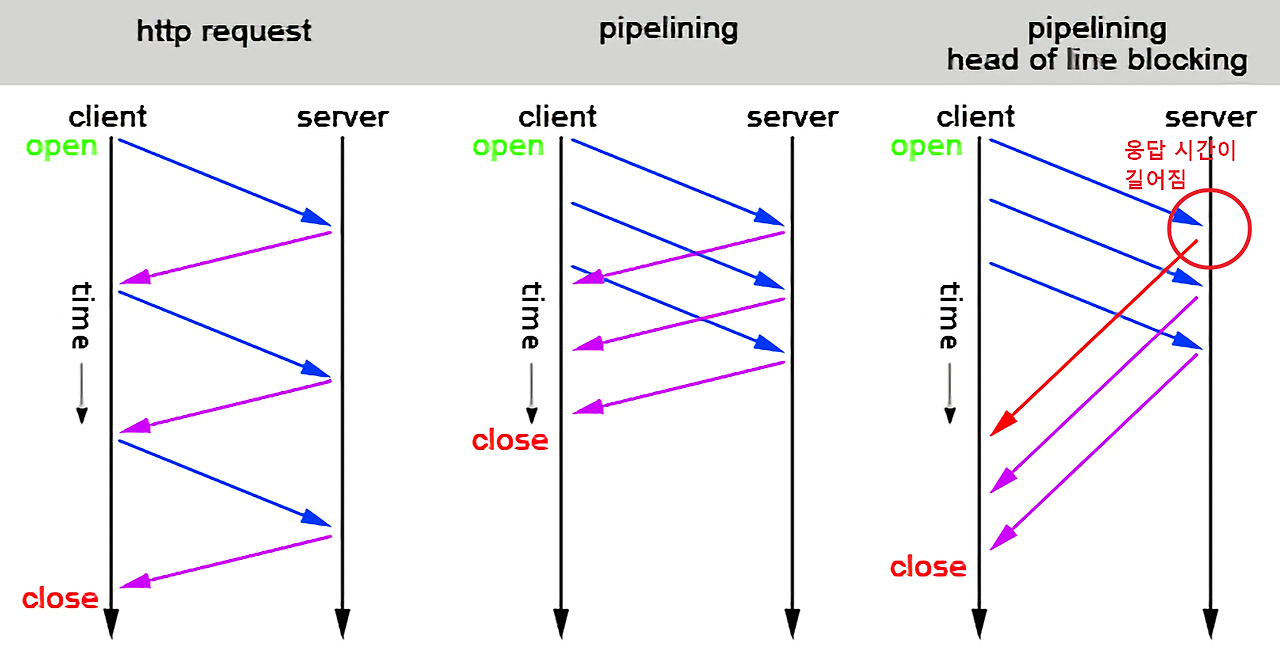 http request
client
server
open
time
close
pipelining
client
server
open
time
close
pipelining
head of line blocking
client
server
open
응답 시간이
길어짐
time
close